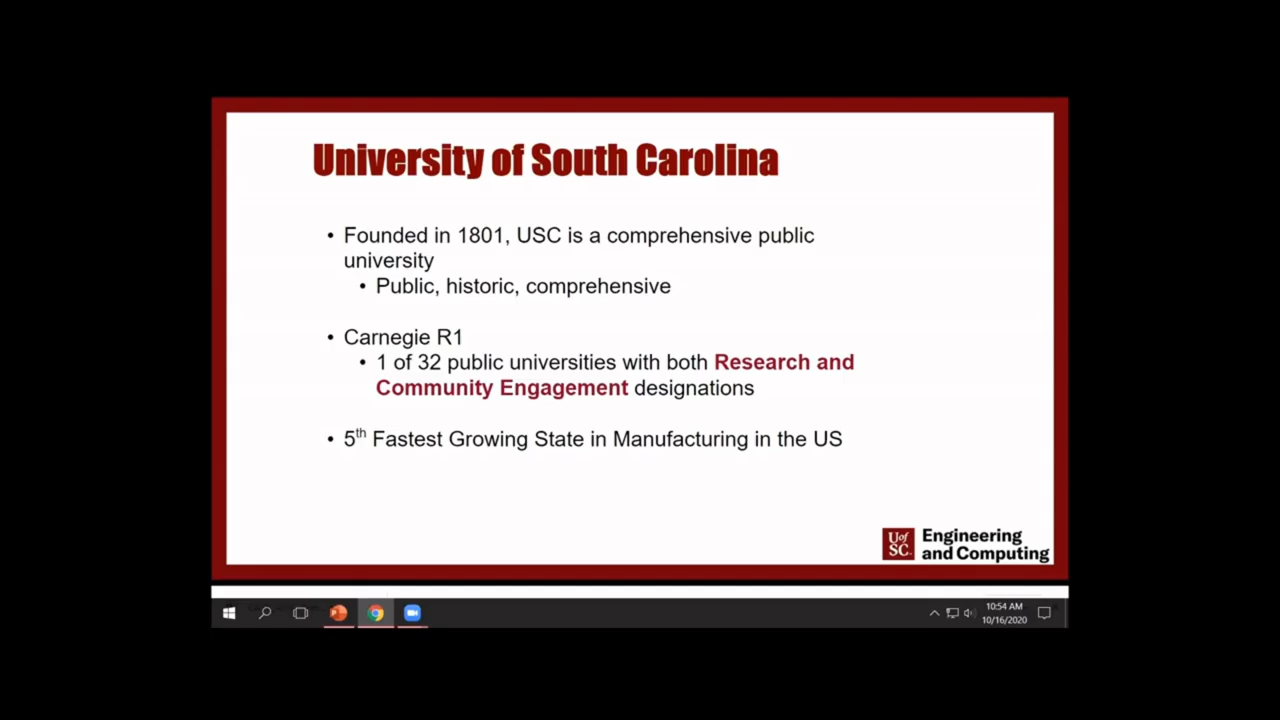 University of South Carolina
• Founded in 1801, USC is a comprehensive public
university
• Public, historic, comprehensive
• Carnegie R1
• 1 of 32 public universities with both Research and
Community Engagement designations
• 5th Fastest Growing State in Manufacturing in the US
U of
SC
Engineering
and Computing
10:54 AM
10/16/2020